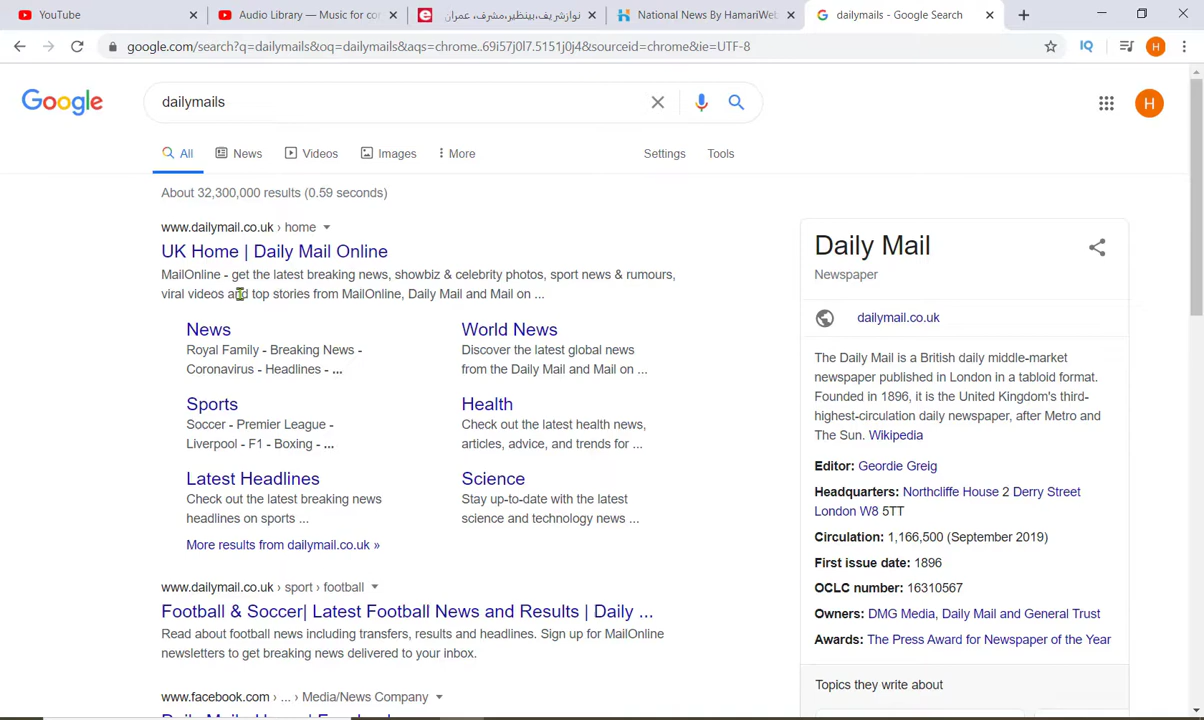 YouTube
Audio Library — Music for con
نوازشریف،بینظیر،مشرف، عمران
National News By HamariWeb
dailymails - Google Search
google.com/search?q=dailymails&oq=dailymails&aqs=chrome..69i57j0l7.5151j0j4&sourceid=chrome&ie=UTF-8
IQ
H
Google
dailymails
H
All
News
Videos
Images
More
Settings
Tools
About 32,300,000 results (0.59 seconds)
www.dailymail.co.uk › home
UK Home | Daily Mail Online
MailOnline - get the latest breaking news, showbiz & celebrity photos, sport news & rumours,
viral videos and top stories from MailOnline, Daily Mail and Mail on ...
News
Royal Family - Breaking News -
Coronavirus - Headlines - ...
World News
Discover the latest global news
from the Daily Mail and Mail on ...
Sports
Soccer - Premier League -
Liverpool - F1 - Boxing - ...
Health
Check out the latest health news,
articles, advice, and trends for ...
Latest Headlines
Check out the latest breaking news
headlines on sports ...
Science
Stay up-to-date with the latest
science and technology news ...
More results from dailymail.co.uk »
www.dailymail.co.uk › sport › football
Football & Soccer| Latest Football News and Results | Daily ...
Read about football news including transfers, results and headlines. Sign up for MailOnline
newsletters to get breaking news delivered to your inbox.
www.facebook.com › ... › Media/News Company
Daily Mail - Home | Facebook
Daily Mail
Newspaper
dailymail.co.uk
The Daily Mail is a British daily middle-market
newspaper published in London in a tabloid format.
Founded in 1896, it is the United Kingdom's third-
highest-circulation daily newspaper, after Metro and
The Sun. Wikipedia
Editor: Geordie Greig
Headquarters: Northcliffe House 2 Derry Street
London W8 5TT
Circulation: 1,166,500 (September 2019)
First issue date: 1896
OCLC number: 16310567
Owners: DMG Media, Daily Mail and General Trust
Awards: The Press Award for Newspaper of the Year
Topics they write about